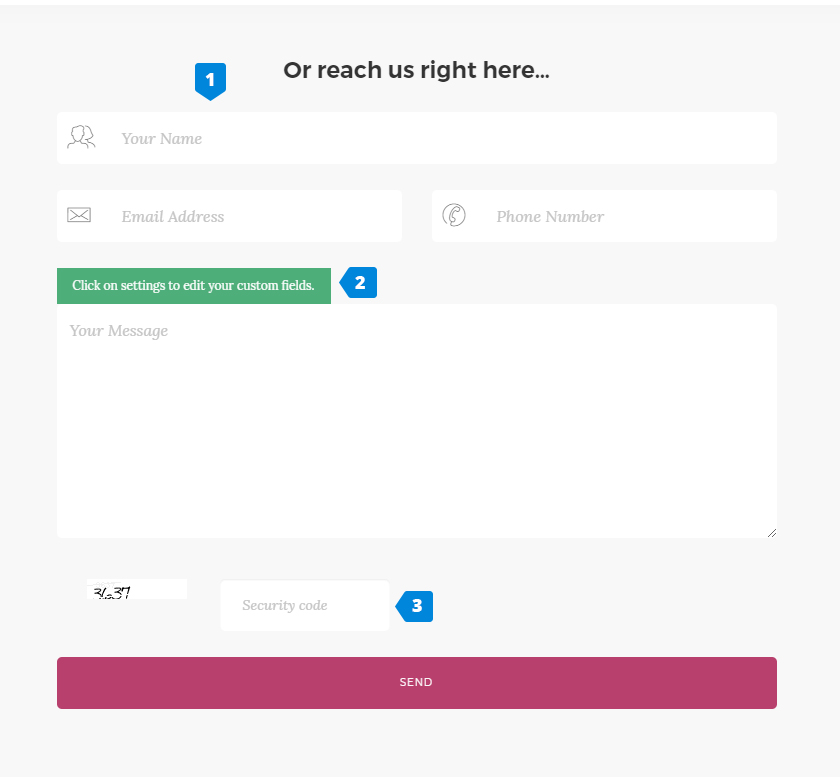 1
Or reach us right here...
Your Name
Email Address
Phone Number
Click on settings to edit your custom fields.
2
Your Message
Security code
3
SEND